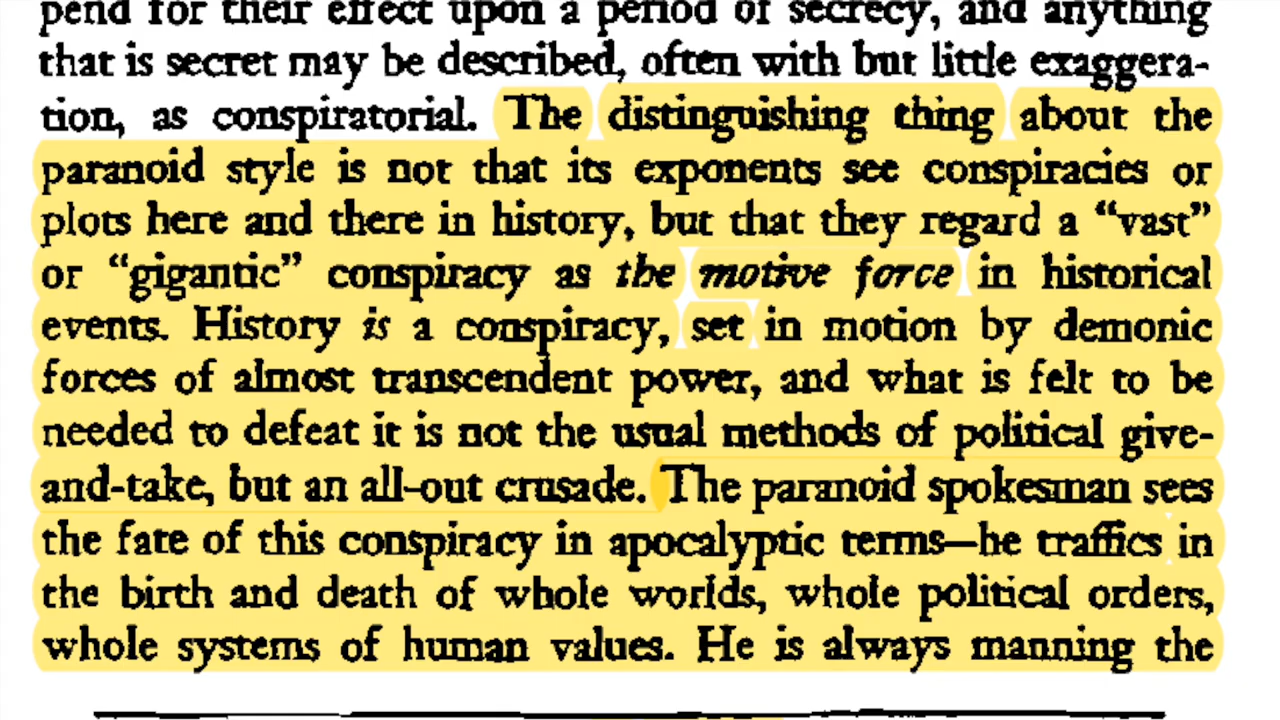 pend for their effect upon a period of secrecy, and anything
that is secret may be described, often with but little exaggera-
tion, as conspiratorial. The distinguishing thing about the
paranoid style is not that its exponents see conspiracies or
plots here and there in history, but that they regard a “vast”
or “gigantic” conspiracy as the motive force in historical
events. History is a conspiracy, set in motion by demonic
forces of almost transcendent power, and what is felt to be
needed to defeat it is not the usual methods of political give-
and-take, but an all-out crusade. The paranoid spokesman sees
the fate of this conspiracy in apocalyptic terms—he traffics in
the birth and death of whole worlds, whole political orders,
whole systems of human values. He is always manning the